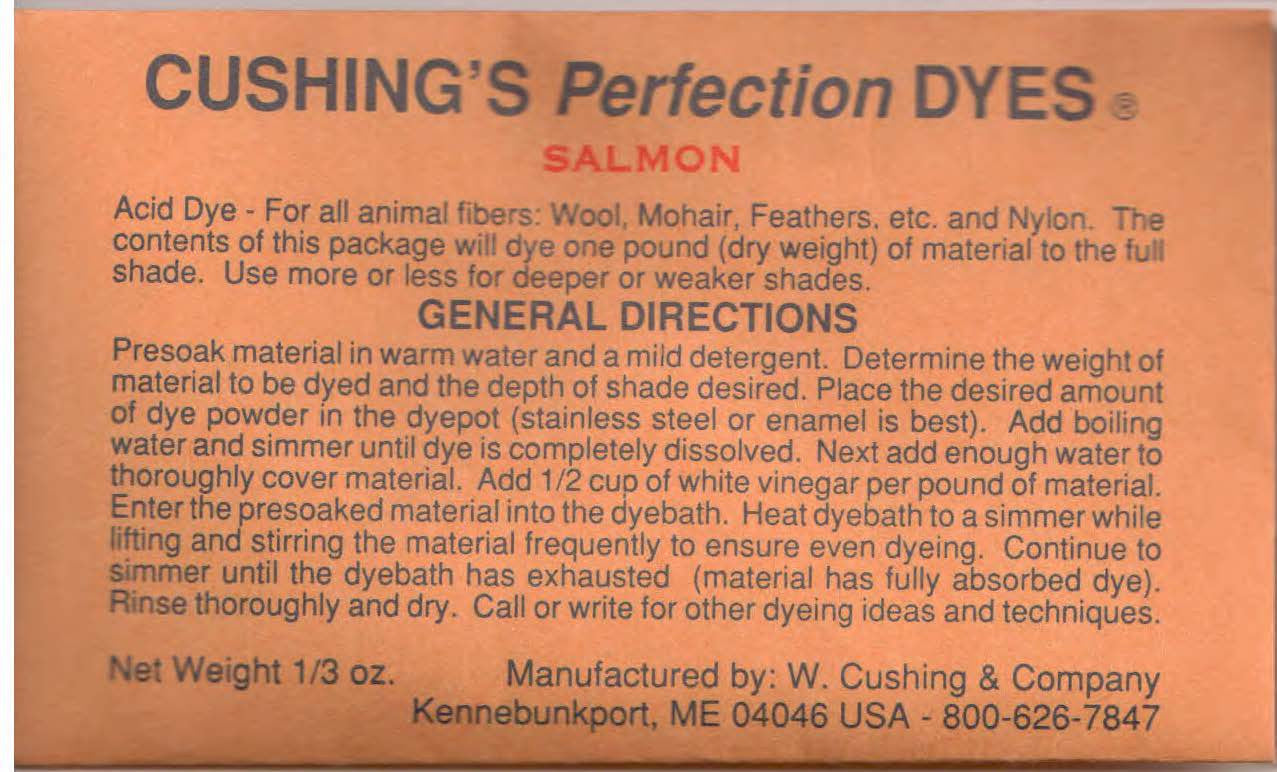 CUSHING'S Perfection DYES ®
SALMON
Acid Dye - For all animal fibers: Wool, Mohair, Feathers, etc. and Nylon. The
contents of this package will dye one pound (dry weight) of material to the full
shade. Use more or less for deeper or weaker shades.
GENERAL DIRECTIONS
Presoak material in warm water and a mild detergent. Determine the weight of
material to be dyed and the depth of shade desired. Place the desired amount
of dye powder in the dyepot (stainless steel or enamel is best). Add boiling
water and simmer until dye is completely dissolved. Next add enough water to
thoroughly cover material. Add 1/2 cup of white vinegar per pound of material.
Enter the presoaked material into the dyebath. Heat dyebath to a simmer while
lifting and stirring the material frequently to ensure even dyeing. Continue to
simmer until the dyebath has exhausted (material has fully absorbed dye).
Rinse thoroughly and dry. Call or write for other dyeing ideas and techniques.
Net Weight 1/3 oz. Manufactured by: W. Cushing & Company
Kennebunkport, ME 04046 USA - 800-626-7847